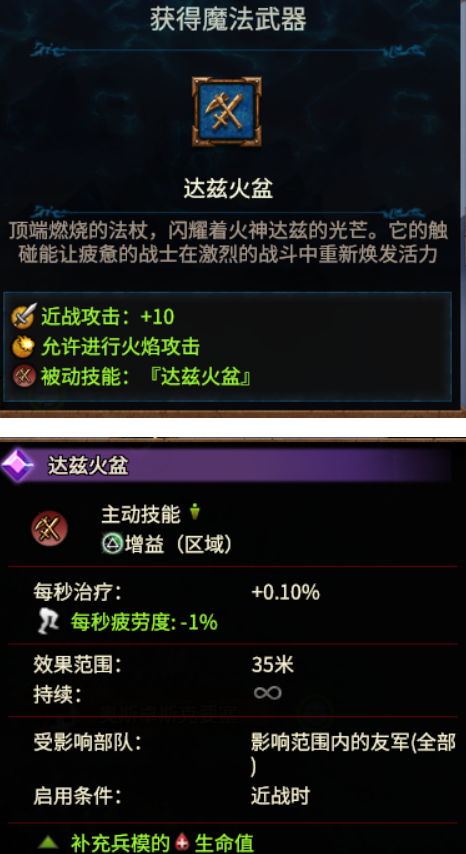 获得魔法武器
达兹火盆
顶端燃烧的法杖，闪耀着火神达兹的光芒。它的触
碰能让疲惫的战士在激烈的战斗中重新焕发活力
近战攻击：+10
允许进行火焰攻击
被动技能：『达兹火盆』
达兹火盆
主动技能
增益（区域）
每秒治疗： +0.10%
每秒疲劳度: -1%
效果范围： 35米
持续： ∞
受影响部队： 影响范围内的友军(全部
)
启用条件： 近战时
补充兵模的 生命值